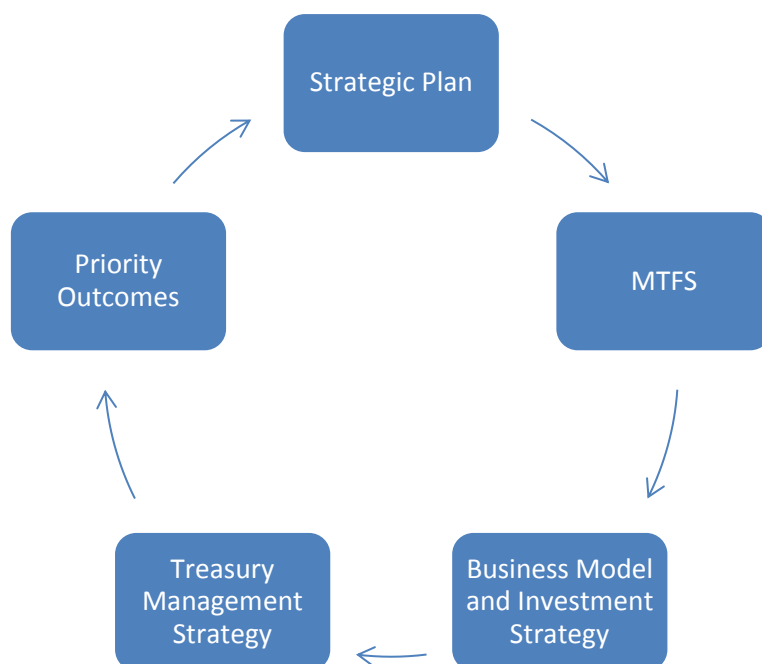 Strategic Plan
MTFS
Business Model
and Investment
Strategy
Treasury
Management
Strategy
Priority
Outcomes